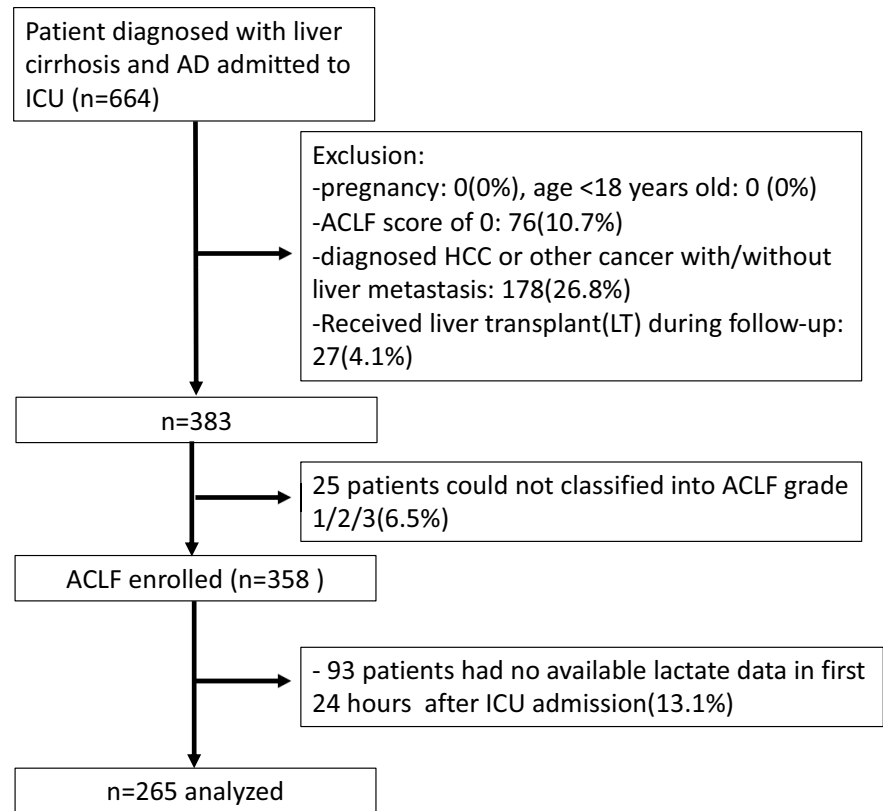 Patient diagnosed with liver
cirrhosis and AD admitted to
ICU (n=664)
Exclusion:
-pregnancy: 0(0%), age <18 years old: 0 (0%)
-ACLF score of 0: 76(10.7%)
-diagnosed HCC or other cancer with/without
liver metastasis: 178(26.8%)
-Received liver transplant(LT) during follow-up:
27(4.1%)
n=383
25 patients could not classified into ACLF grade
1/2/3(6.5%)
ACLF enrolled (n=358 )
- 93 patients had no available lactate data in first
24 hours  after ICU admission(13.1%)
n=265 analyzed